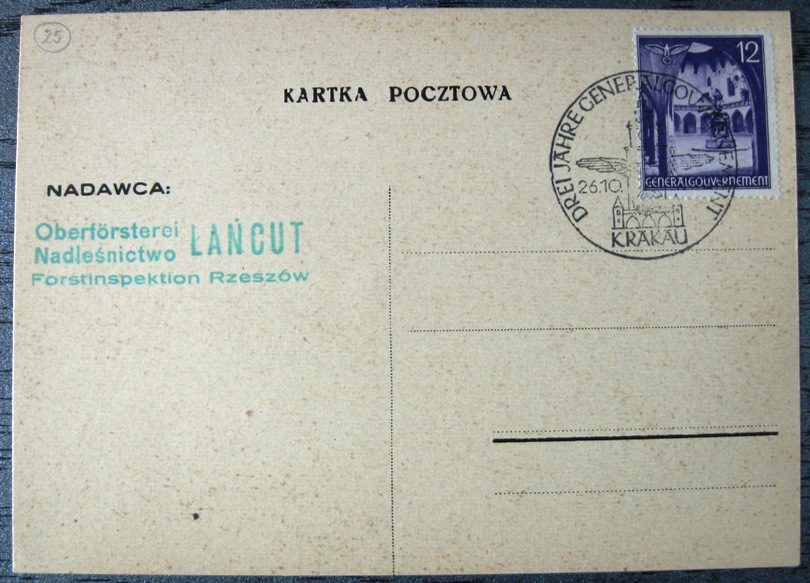 25
KARTKA POCZTOWA
12
GENERALGOUVERNEMENT
DREI JAHRE GENERALGOUVERNEMENT
26.10.
KRAKAU
NADAWCA:
Oberförsterei
Nadleśnictwo ŁAŃCUT
Forstinspektion Rzeszów